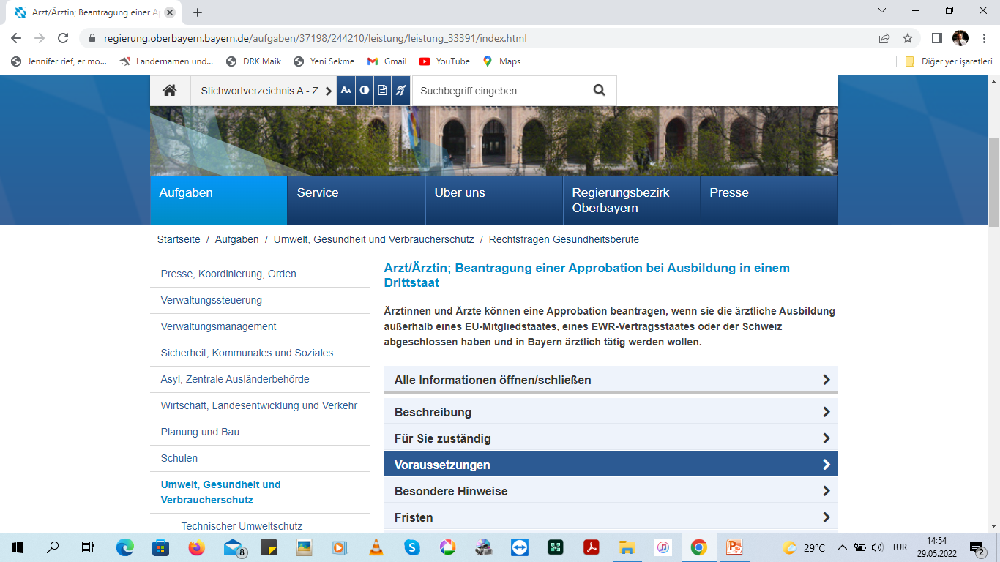 Arzt/Ärztin; Beantragung einer A
regierung.oberbayern.bayern.de/aufgaben/37198/244210/leistung/leistung_33391/index.html
Jennifer rief, er mö...
Ländernamen und...
DRK Maik
Yeni Sekme
Gmail
YouTube
Maps
Diğer yer işaretleri
Stichwortverzeichnis A - Z
AA
Suchbegriff eingeben
Aufgaben
Service
Über uns
Regierungsbezirk
Oberbayern
Presse
Startseite / Aufgaben / Umwelt, Gesundheit und Verbraucherschutz / Rechtsfragen Gesundheitsberufe
Presse, Koordinierung, Orden
Verwaltungssteuerung
Verwaltungsmanagement
Sicherheit, Kommunales und Soziales
Asyl, Zentrale Ausländerbehörde
Wirtschaft, Landesentwicklung und Verkehr
Planung und Bau
Schulen
Umwelt, Gesundheit und
Verbraucherschutz
Technischer Umweltschutz
Arzt/Ärztin; Beantragung einer Approbation bei Ausbildung in einem
Drittstaat
Ärztinnen und Ärzte können eine Approbation beantragen, wenn sie die ärztliche Ausbildung
außerhalb eines EU-Mitgliedstaates, eines EWR-Vertragsstaates oder der Schweiz
abgeschlossen haben und in Bayern ärztlich tätig werden wollen.
Alle Informationen öffnen/schließen
Beschreibung
Für Sie zuständig
Voraussetzungen
Besondere Hinweise
Fristen
8
29°C
TUR
14:54
29.05.2022
2